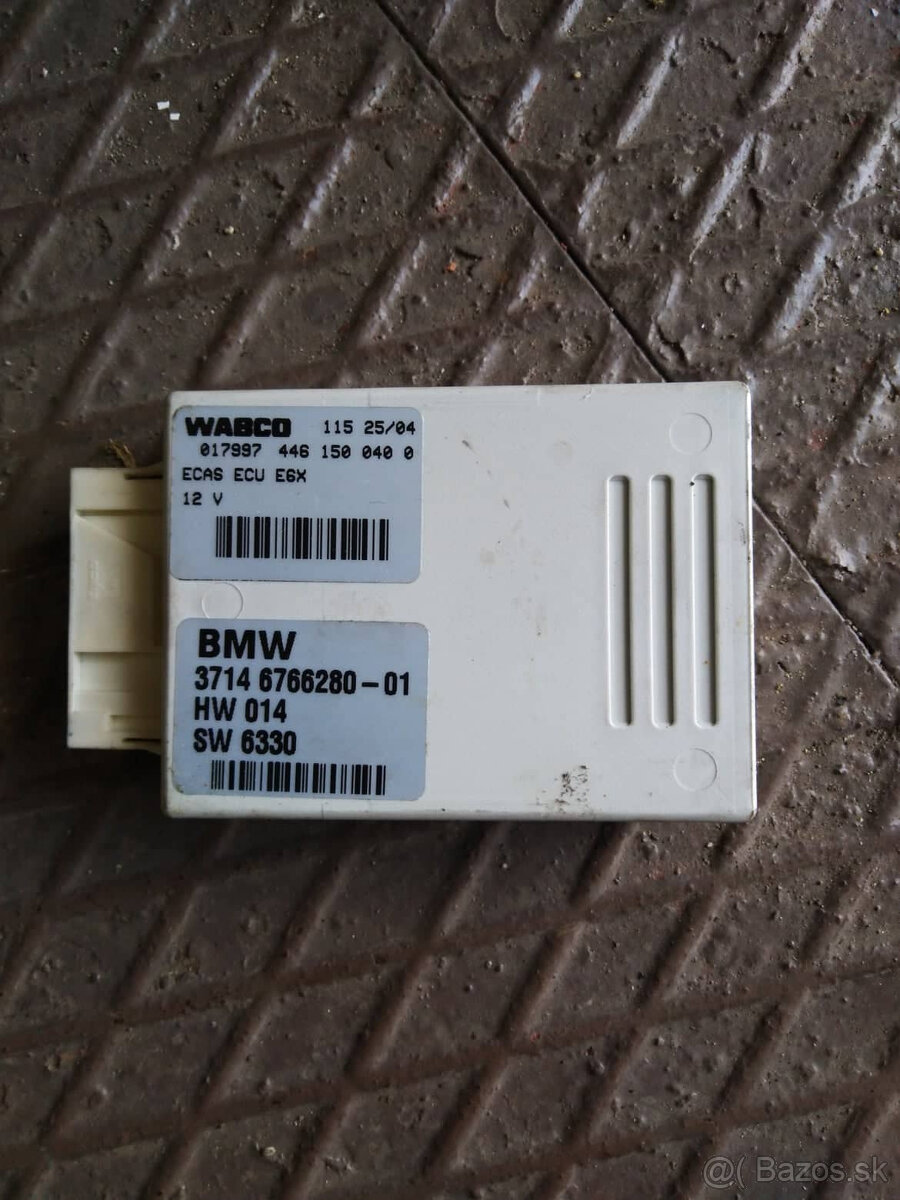 WABCO 115 25/04
017997 446 150 040 0
ECAS ECU E6X
12 V
BMW
3714 6766280-01
HW 014
SW 6330
@( Bazos.sk